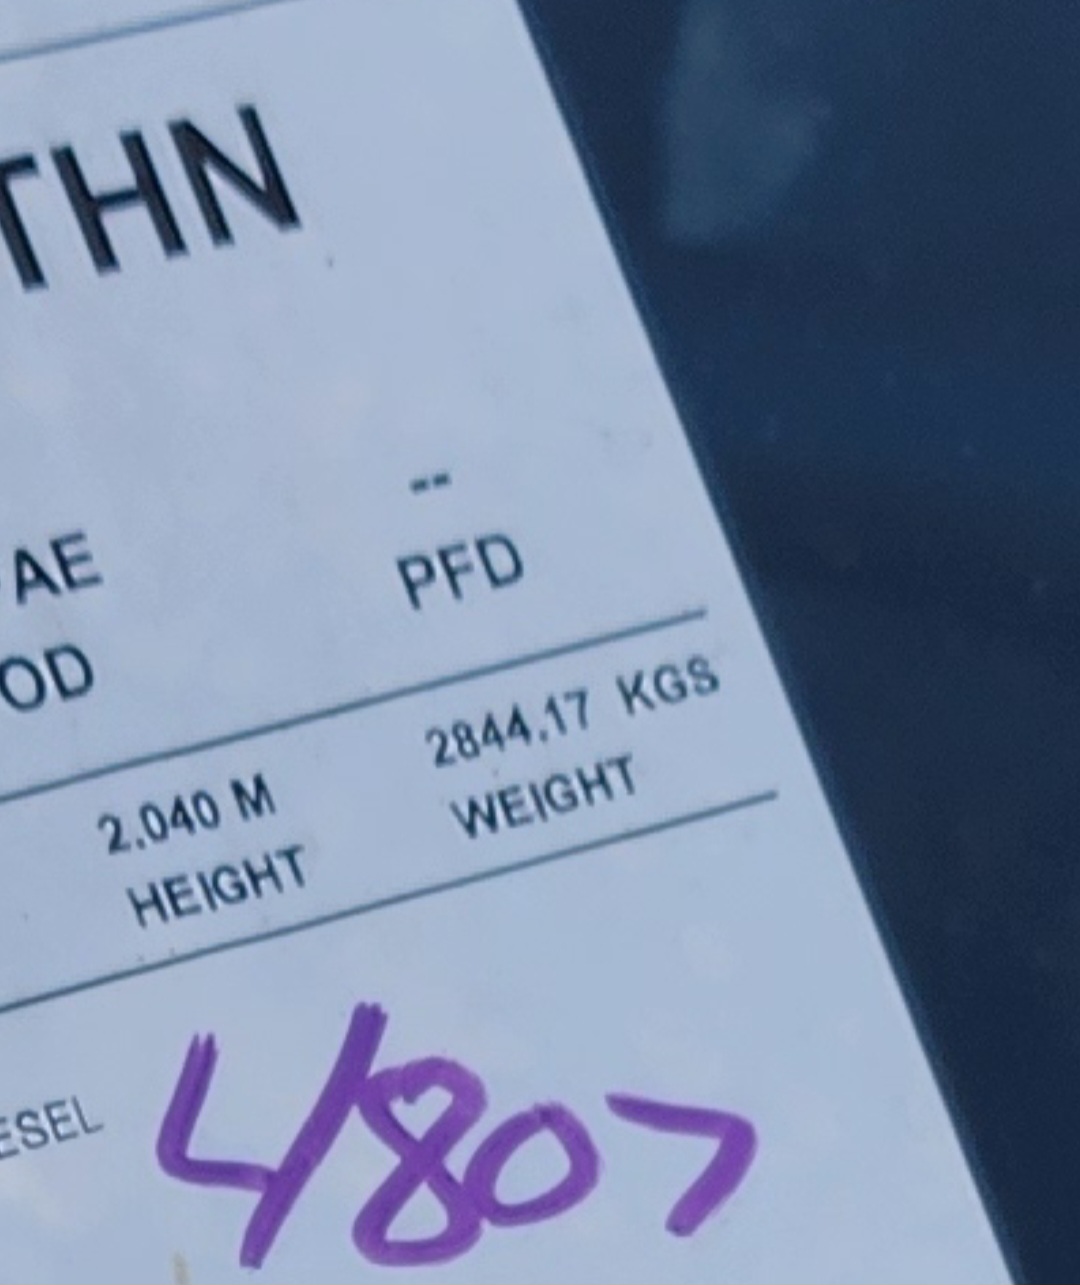 THN
--
AE PFD
OD
2.040 M 2844.17 KGS
HEIGHT WEIGHT
ESEL 4807